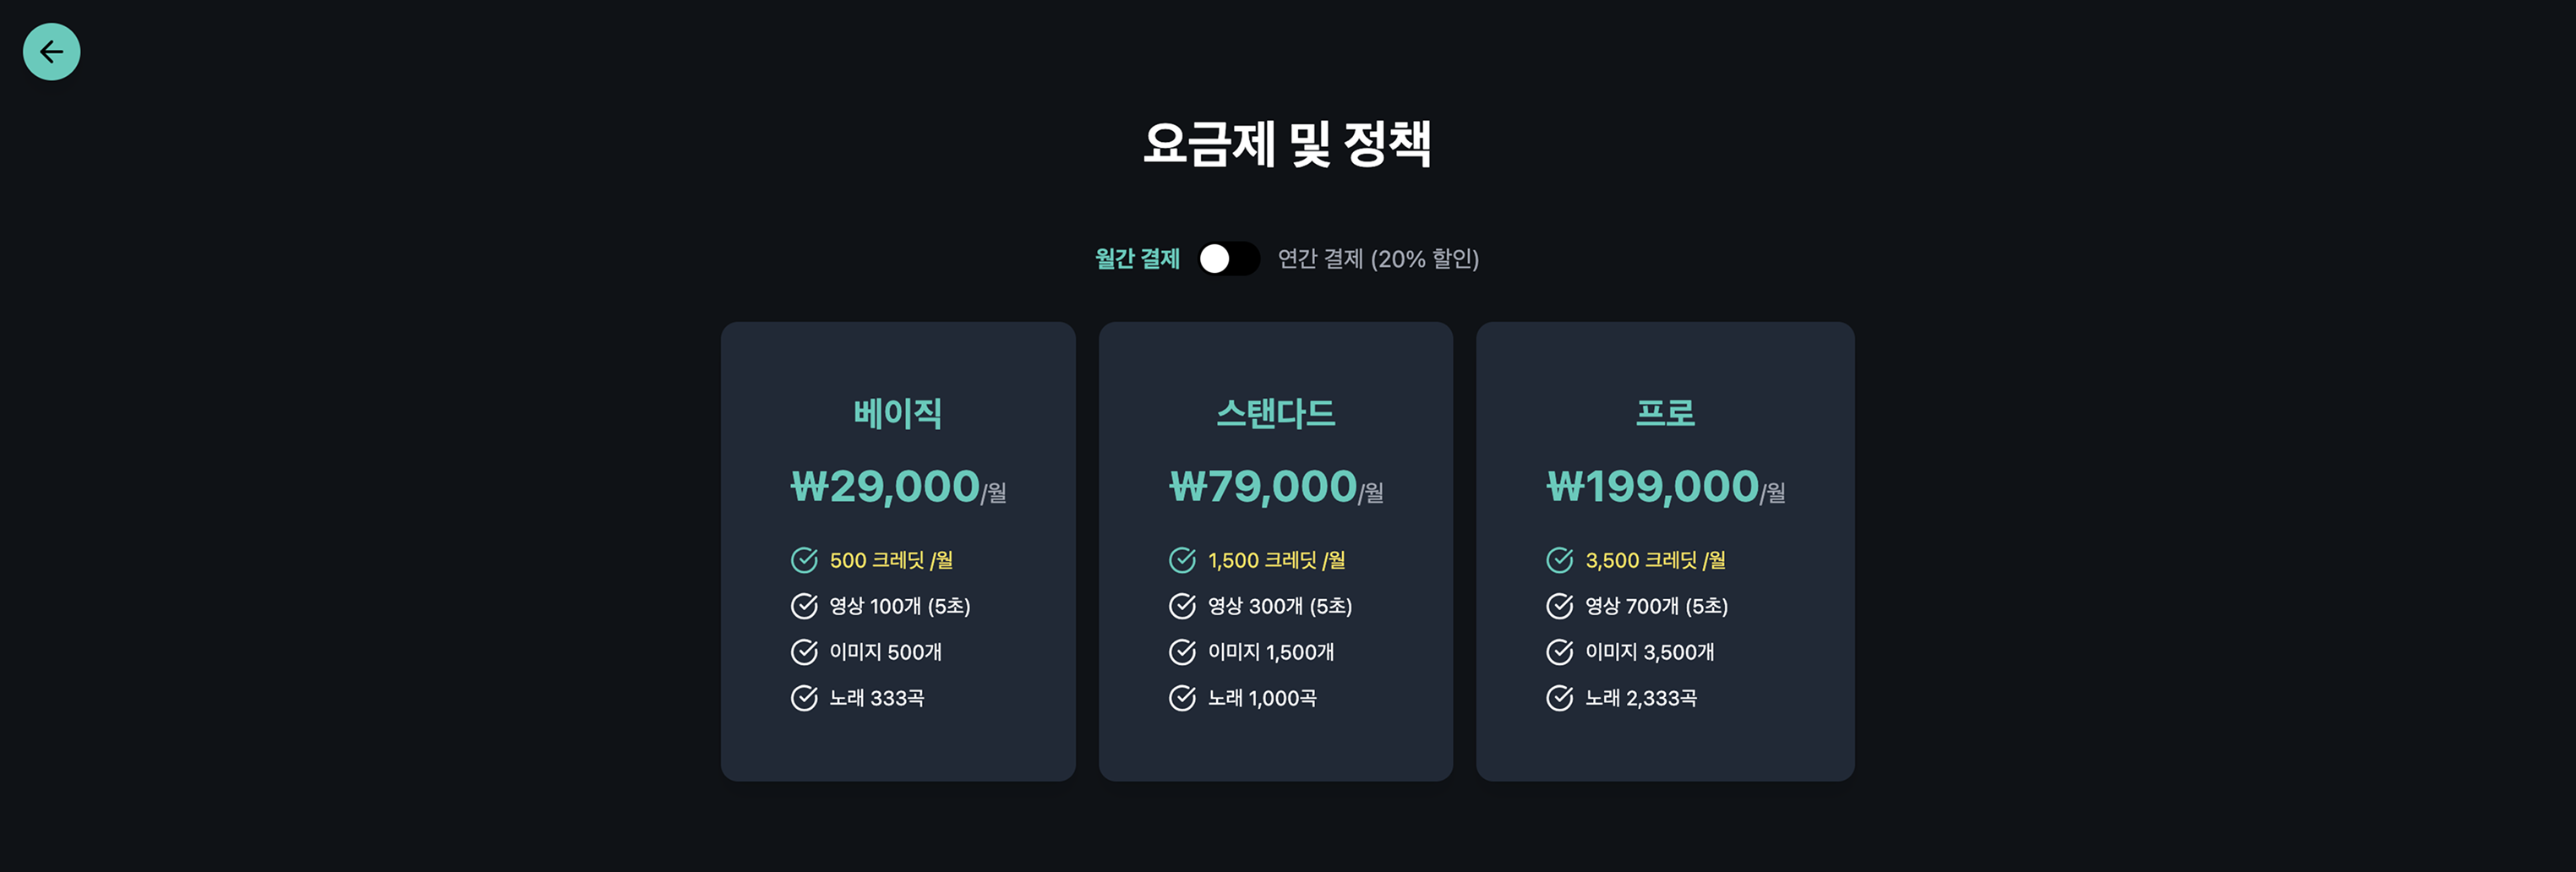 요금제 및 정책
월간 결제 연간 결제 (20% 할인)
베이직
₩29,000/월
500 크레딧 /월
영상 100개 (5초)
이미지 500개
노래 333곡
스탠다드
₩79,000/월
1,500 크레딧 /월
영상 300개 (5초)
이미지 1,500개
노래 1,000곡
프로
₩199,000/월
3,500 크레딧 /월
영상 700개 (5초)
이미지 3,500개
노래 2,333곡